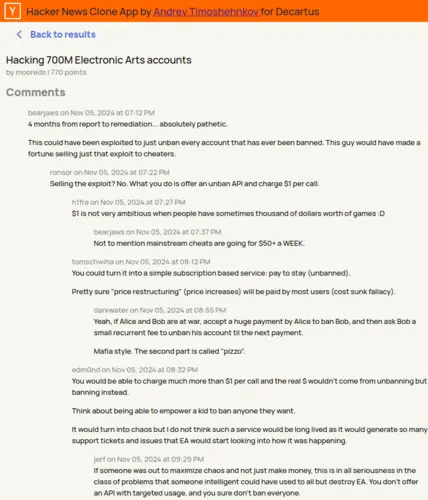 Y Hacker News Clone App by Andrey Timoshehnkov for Decartus
Back to results
Hacking 700M Electronic Arts accounts
by mooreds | 770 points
Comments
bearjaws on Nov 05, 2024 at 07:12 PM
4 months from report to remediation... absolutely pathetic.
This could have been exploited to just unban every account that has ever been banned. This guy would have made a
fortune selling just that exploit to cheaters.
ronsor on Nov 05, 2024 at 07:22 PM
Selling the exploit? No. What you do is offer an unban API and charge $1 per call.
h1fra on Nov 05, 2024 at 07:27 PM
$1 is not very ambitious when people have sometimes thousand of dollars worth of games :D
bearjaws on Nov 05, 2024 at 07:37 PM
Not to mention mainstream cheats are going for $50+ a WEEK.
tomschwiha on Nov 05, 2024 at 08:12 PM
You could turn it into a simple subscription based service: pay to stay (unbanned).
Pretty sure "price restructuring" (price increases) will be paid by most users (cost sunk fallacy).
darkwater on Nov 05, 2024 at 08:55 PM
Yeah, if Alice and Bob are at war, accept a huge payment by Alice to ban Bob, and then ask Bob a
small recurrent fee to unban his account til the next payment.
Mafia style. The second part is called "pizzo".
edm0nd on Nov 05, 2024 at 08:32 PM
You would be able to charge much more than $1 per call and the real $ wouldn't come from unbanning but
banning instead.
Think about being able to empower a kid to ban anyone they want.
It would turn into chaos but I do not think such a service would be long lived as it would generate so many
support tickets and issues that EA would start looking into how it was happening.
jerf on Nov 05, 2024 at 09:29 PM
If someone was out to maximize chaos and not just make money, this is in all seriousness in the
class of problems that someone intelligent could have used to all but destroy EA. You don't offer
an API with targeted usage, and you sure don't ban everyone.